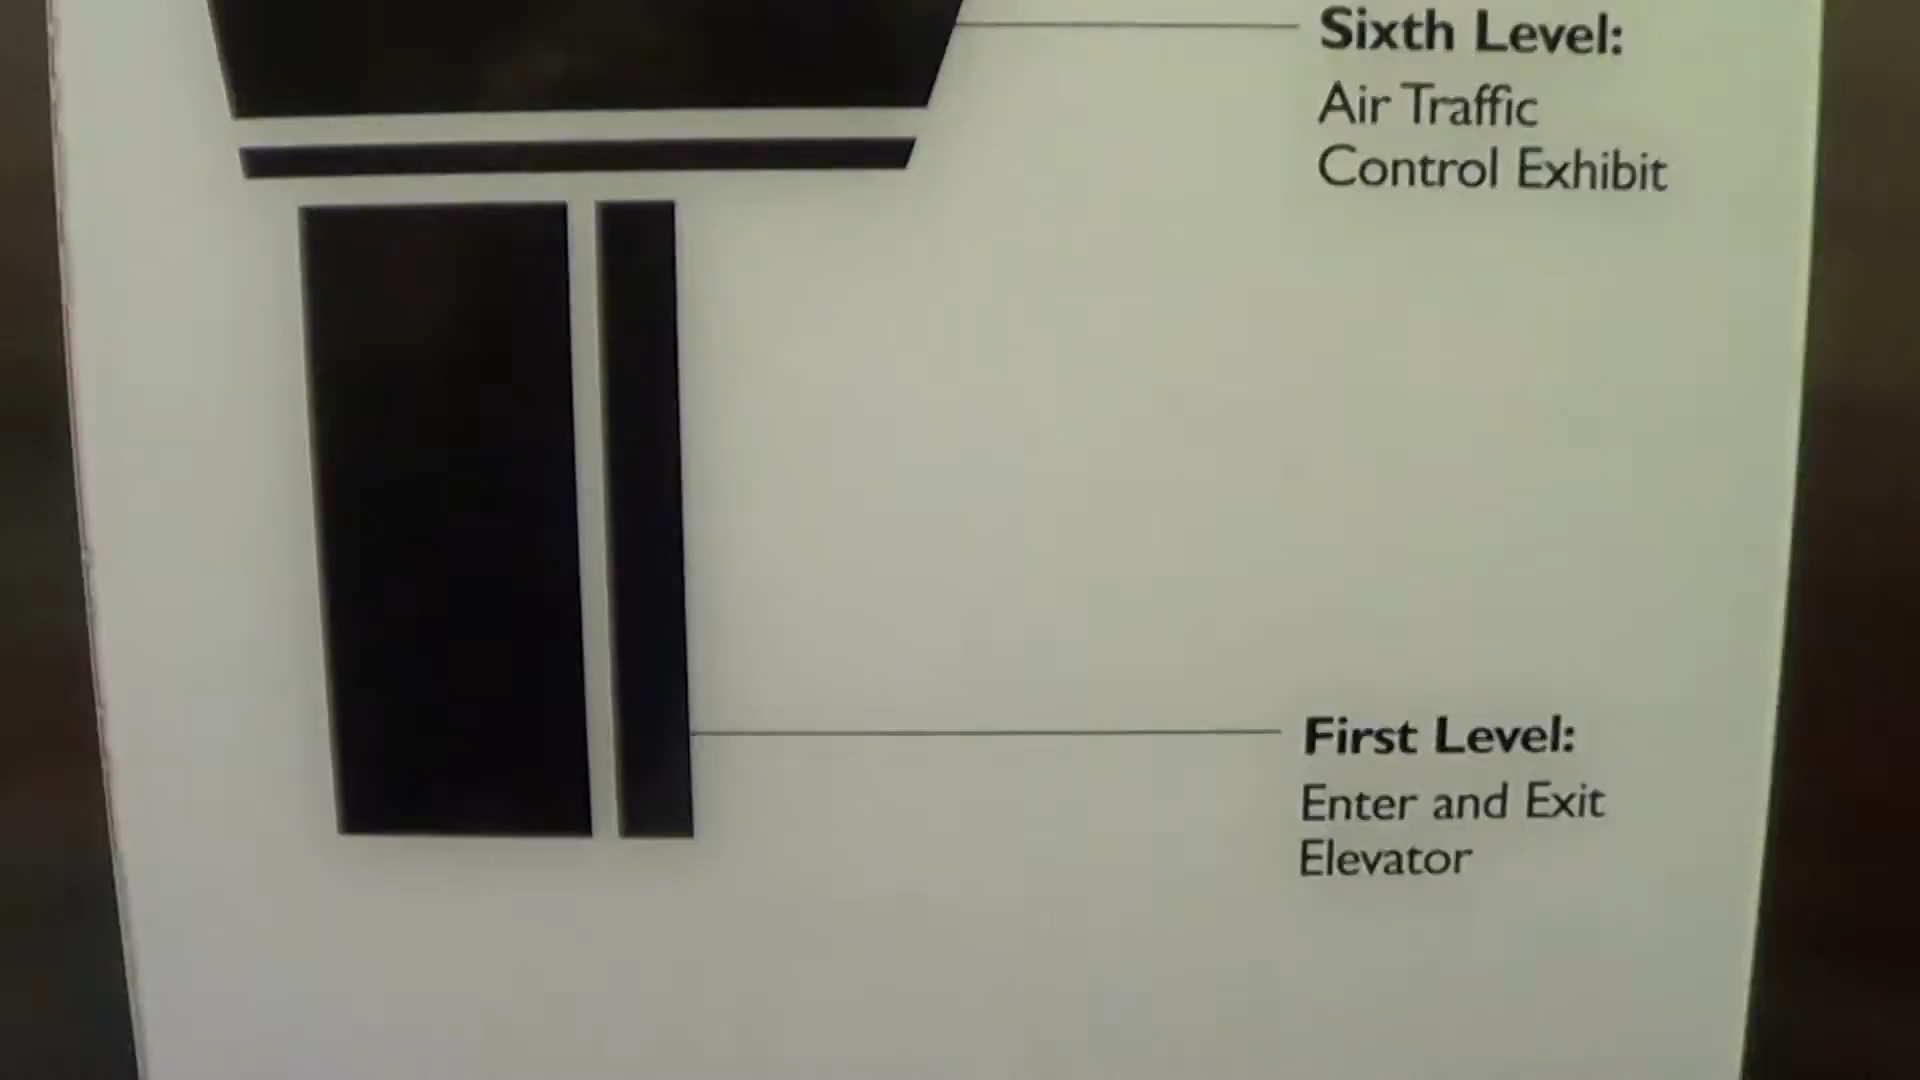 Sixth Level:
Air Traffic
Control Exhibit
First Level:
Enter and Exit
Elevator